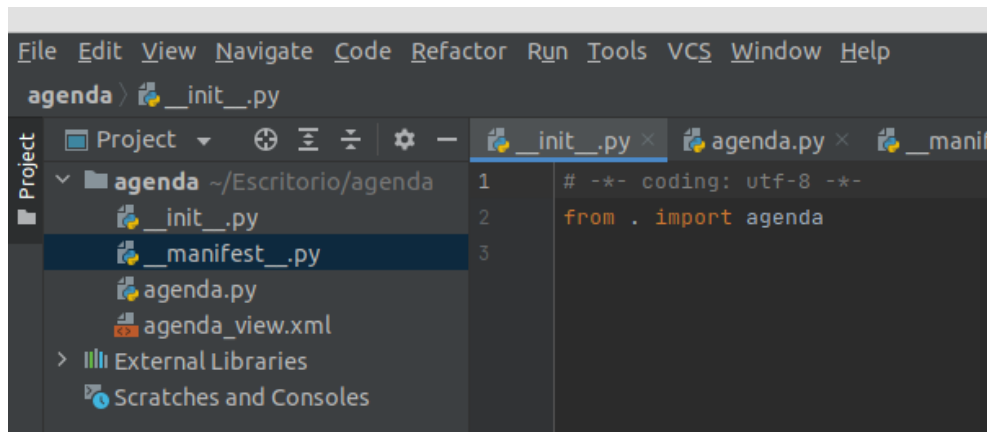 File Edit View Navigate Code Refactor Run Tools VCS Window Help
agenda __init__.py
Project
Project
__init__.py agenda.py __manif
agenda ~/Escritorio/agenda
__init__.py
__manifest__.py
agenda.py
agenda_view.xml
External Libraries
Scratches and Consoles
1 # -*- coding: utf-8 -*-
2 from . import agenda
3